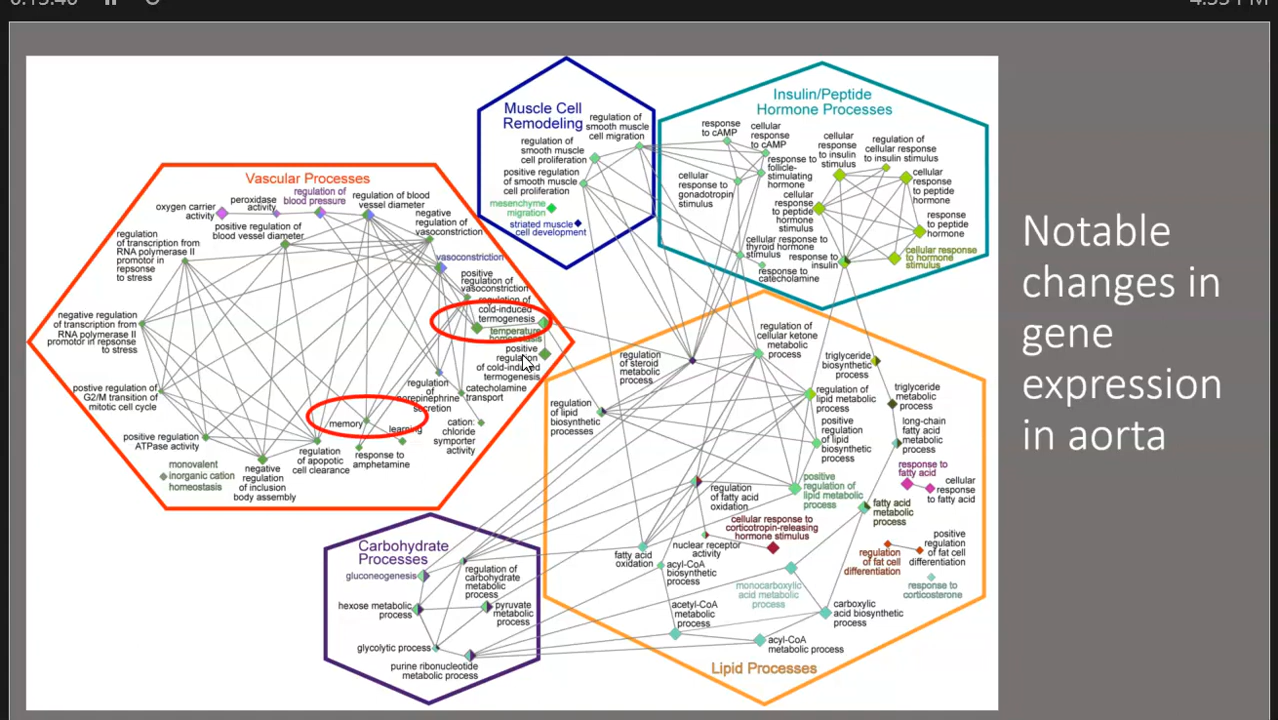 4:55 PM
Muscle Cell
Remodeling
regulation of
smooth muscle
cell migration
regulation of
smooth muscle
cell proliferation
positive regulation
of smooth muscle
cell proliferation
mesenchyme
migration
striated muscle
cell development
Insulin/Peptide
Hormone Processes
response
to cAMP
cellular
response
to cAMP
response to
follicle-
stimulating
hormone
cellular
response to
gonadotropin
stimulus
cellular
response
to insulin
stimulus
regulation of
cellular response
to insulin stimulus
cellular
response
to peptide
hormone
cellular
response
to peptide
hormone
stimulus
response
to peptide
hormone
cellular response to
thyroid hormone
stimulus
response to
insulin
cellular response
to hormone
stimulus
response to
catecholamine
Vascular Processes
oxygen carrier
activity
peroxidase
activity
regulation of
blood pressure
regulation of blood
vessel diameter
positive regulation of
blood vessel diameter
negative
regulation of
vasoconstriction
regulation
of transcription from
RNA polymerase II
promotor in
repsonse
to stress
vasoconstriction
positive
regulation of
vasoconstriction
regulation of
cold-induced
termogenesis
temperature
homeostasis
negative regulation
of transcription from
RNA polymerase II
promotor in repsonse
to stress
positive
regulation
of cold-induced
termogenesis
regulation
of
norepinephrine
secretion
catecholamine
transport
postive regulation of
G2/M transition of
mitotic cell cycle
memory
learning
cation:
chloride
symporter
activity
positive regulation
ATPase activity
regulation
of apoptotic
cell clearance
response to
amphetamine
monovalent
inorganic cation
homeostasis
negative
regulation
of inclusion
body assembly
Carbohydrate
Processes
gluconeogenesis
regulation of
carbohydrate
metabolic
process
hexose metabolic
process
pyruvate
metabolic
process
glycolytic process
purine ribonucleotide
metabolic process
regulation
of cellular ketone
metabolic
process
regulation
of steroid
metabolic
process
triglyceride
biosynthetic
process
regulation of
lipid metabolic
process
triglyceride
metabolic
process
regulation
of lipid
biosynthetic
processes
positive
regulation
of lipid
biosynthetic
process
long-chain
fatty acid
metabolic
process
response to
fatty acid
cellular
response
to fatty acid
regulation
of fatty acid
oxidation
positive
regulation of
lipid metabolic
process
fatty acid
metabolic
process
cellular response to
corticotropin-releasing
hormone stimulus
nuclear receptor
activity
fatty acid
oxidation
acyl-CoA
biosynthetic
process
regulation
of fat cell
differentiation
positive
regulation
of fat cell
differentiation
monocarboxylic
acid metabolic
process
response to
corticosterone
acetyl-CoA
metabolic
process
carboxylic
acid biosynthetic
process
acyl-CoA
metabolic process
Lipid Processes
Notable
changes in
gene
expression
in aorta